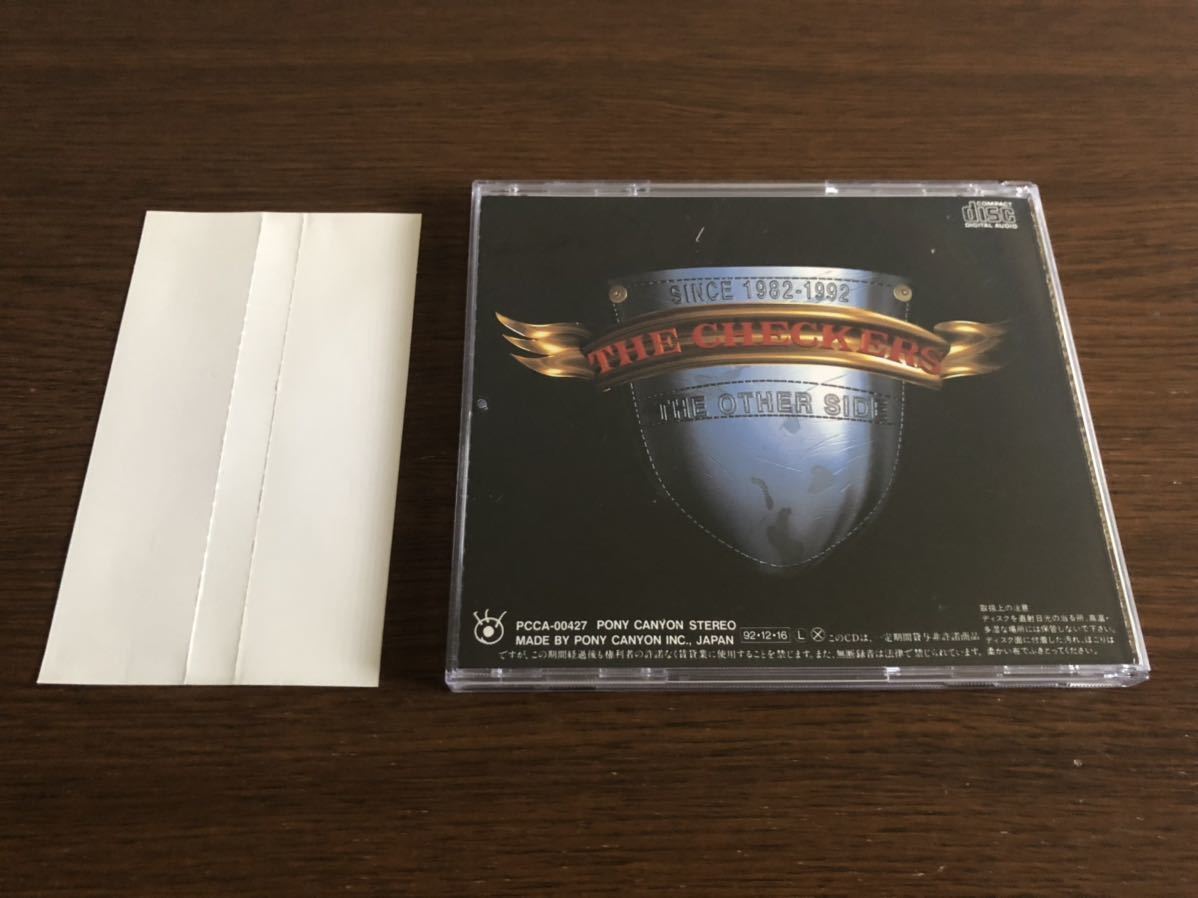 COMPACT
disc
DIGITAL AUDIO
SINCE 1982-1992
THE CHECKERS
THE OTHER SIDE
PCCA-00427 PONY CANYON STEREO
MADE BY PONY CANYON INC., JAPAN 92・12・16 L X このCDは、一定期間貸与非許諾商品
ですが、この期間経過後も権利者の許諾なく賃貸業に使用することを禁じます。また、無断録音は法律で禁じられています。
取扱上の注意
ディスクを直射日光の当る所、高温・
多湿な場所には保管しないで下さい。
ディスク面に付着した汚れ、ほこりは
柔かい布でふきとってください。